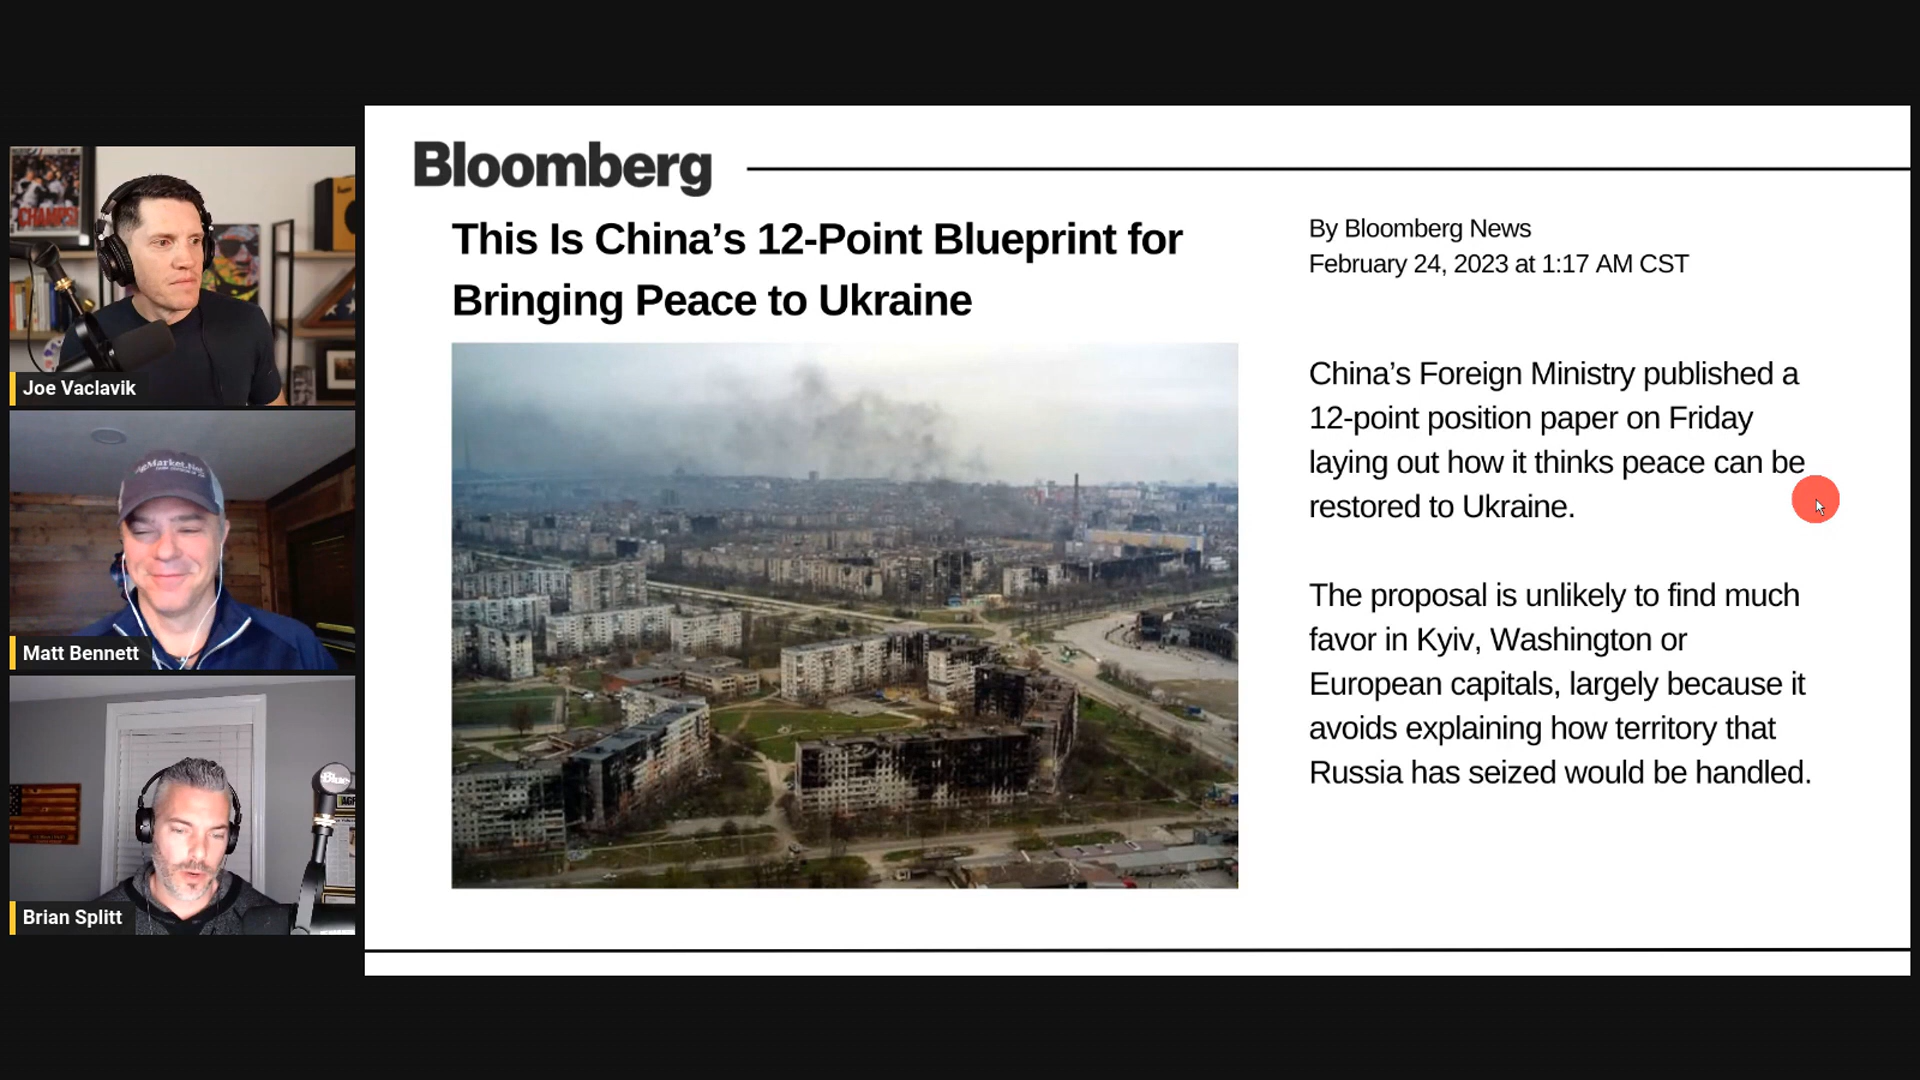 Bloomberg
This Is China’s 12-Point Blueprint for
Bringing Peace to Ukraine
By Bloomberg News
February 24, 2023 at 1:17 AM CST
China’s Foreign Ministry published a
12-point position paper on Friday
laying out how it thinks peace can be
restored to Ukraine.
The proposal is unlikely to find much
favor in Kyiv, Washington or
European capitals, largely because it
avoids explaining how territory that
Russia has seized would be handled.
CHAMPS!
Joe Vaclavik
AgMarket.Net
Matt Bennett
Blue
Brian Splitt